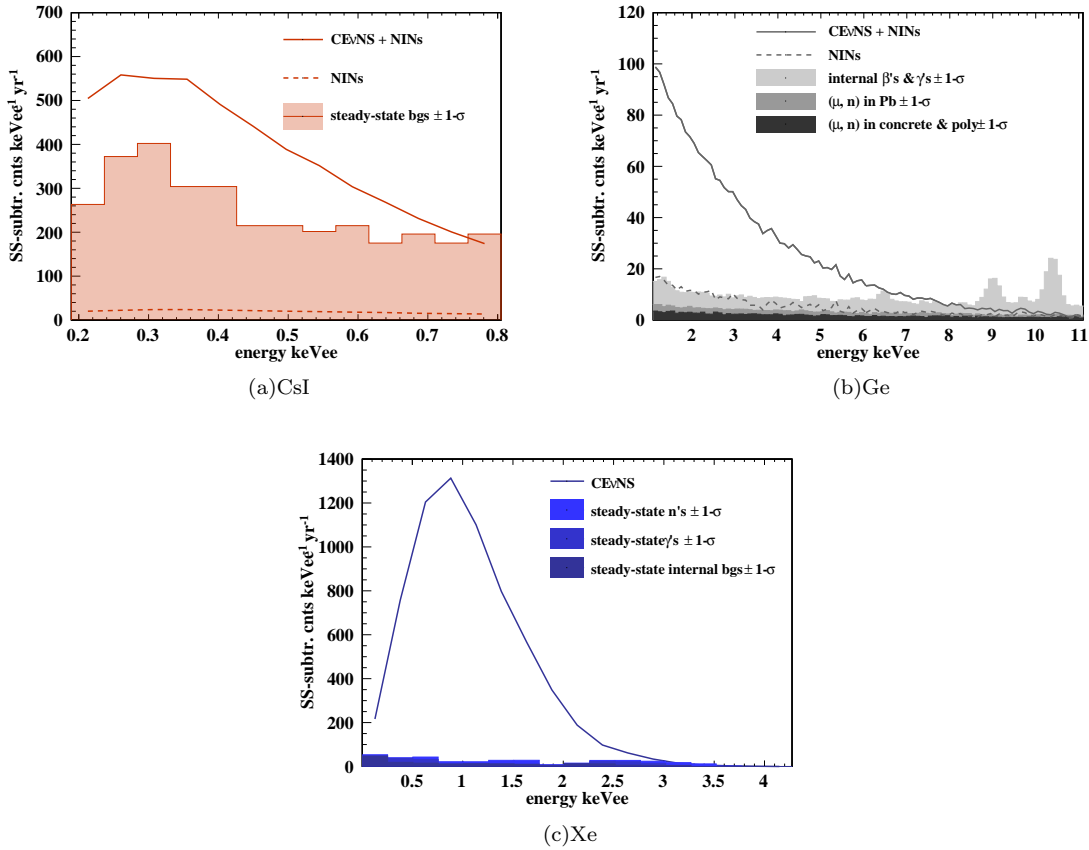 SS-subtr. cnts keVee¹ yr⁻¹
700
600
500
400
300
200
100
0
CEνNS + NINs
NINs
steady-state bgs ± 1-σ
0.2 0.3 0.4 0.5 0.6 0.7 0.8
energy keVee
(a)CsI
SS-subtr. cnts keVee¹ yr⁻¹
120
100
80
60
40
20
0
CEνNS + NINs
NINs
internal β's & γ's ± 1-σ
(μ, n) in Pb ± 1-σ
(μ, n) in concrete & poly± 1-σ
2 3 4 5 6 7 8 9 10 11
energy keVee
(b)Ge
SS-subtr. cnts keVee¹ yr⁻¹
1400
1200
1000
800
600
400
200
0
CEνNS
steady-state n's ± 1-σ
steady-stateγ's ± 1-σ
steady-state internal bgs± 1-σ
0.5 1 1.5 2 2.5 3 3.5 4
energy keVee
(c)Xe